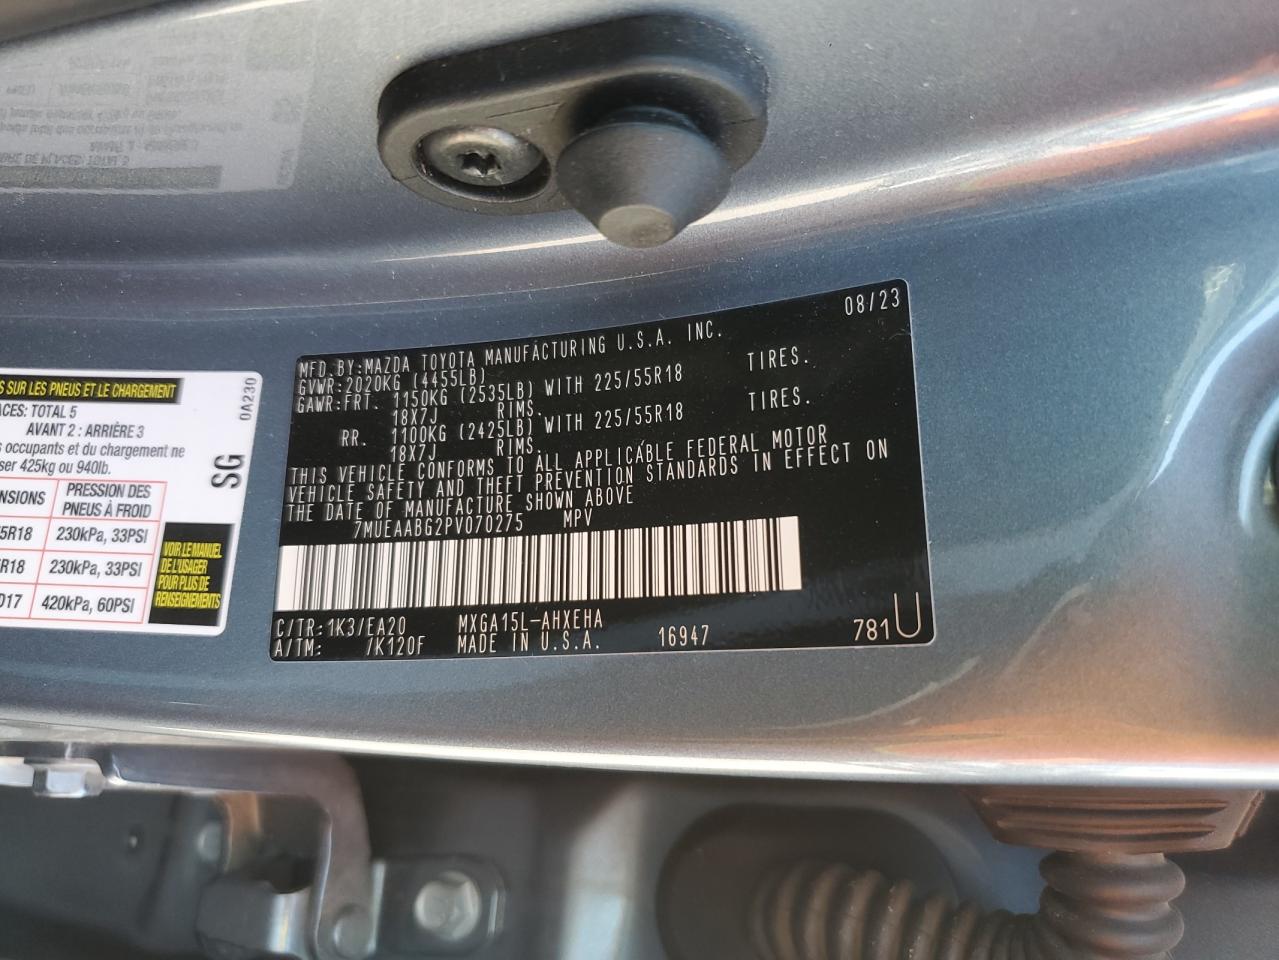 08/23
MFD.BY:MAZDA TOYOTA MANUFACTURING U.S.A. INC.
GVWR:2020KG (4455LB)
GAWR:FRT. 1150KG (2535LB) WITH 225/55R18 TIRES.
18X7J RIMS.
RR. 1100KG (2425LB) WITH 225/55R18 TIRES.
18X7J RIMS.
THIS VEHICLE CONFORMS TO ALL APPLICABLE FEDERAL MOTOR
VEHICLE SAFETY AND THEFT PREVENTION STANDARDS IN EFFECT ON
THE DATE OF MANUFACTURE SHOWN ABOVE
7MUEAABG2PV070275 MPV
C/TR:1K3/EA20 MXGA15L-AHXEHA
A/TM: /K120F MADE IN U.S.A. 16947 781U
SUR LES PNEUS ET LE CHARGEMENT
TOTAL 5
AVANT 2 : ARRIÈRE 3
occupants et du chargement ne
425kg ou 940lb.
PRESSION DES
PNEUS À FROID
5R18 230kPa, 33PSI
R18 230kPa, 33PSI
D17 420kPa, 60PSI
VOIR LE MANUEL
DE L'USAGER
POUR PLUS DE
RENSEIGNEMENTS
0A230
SG